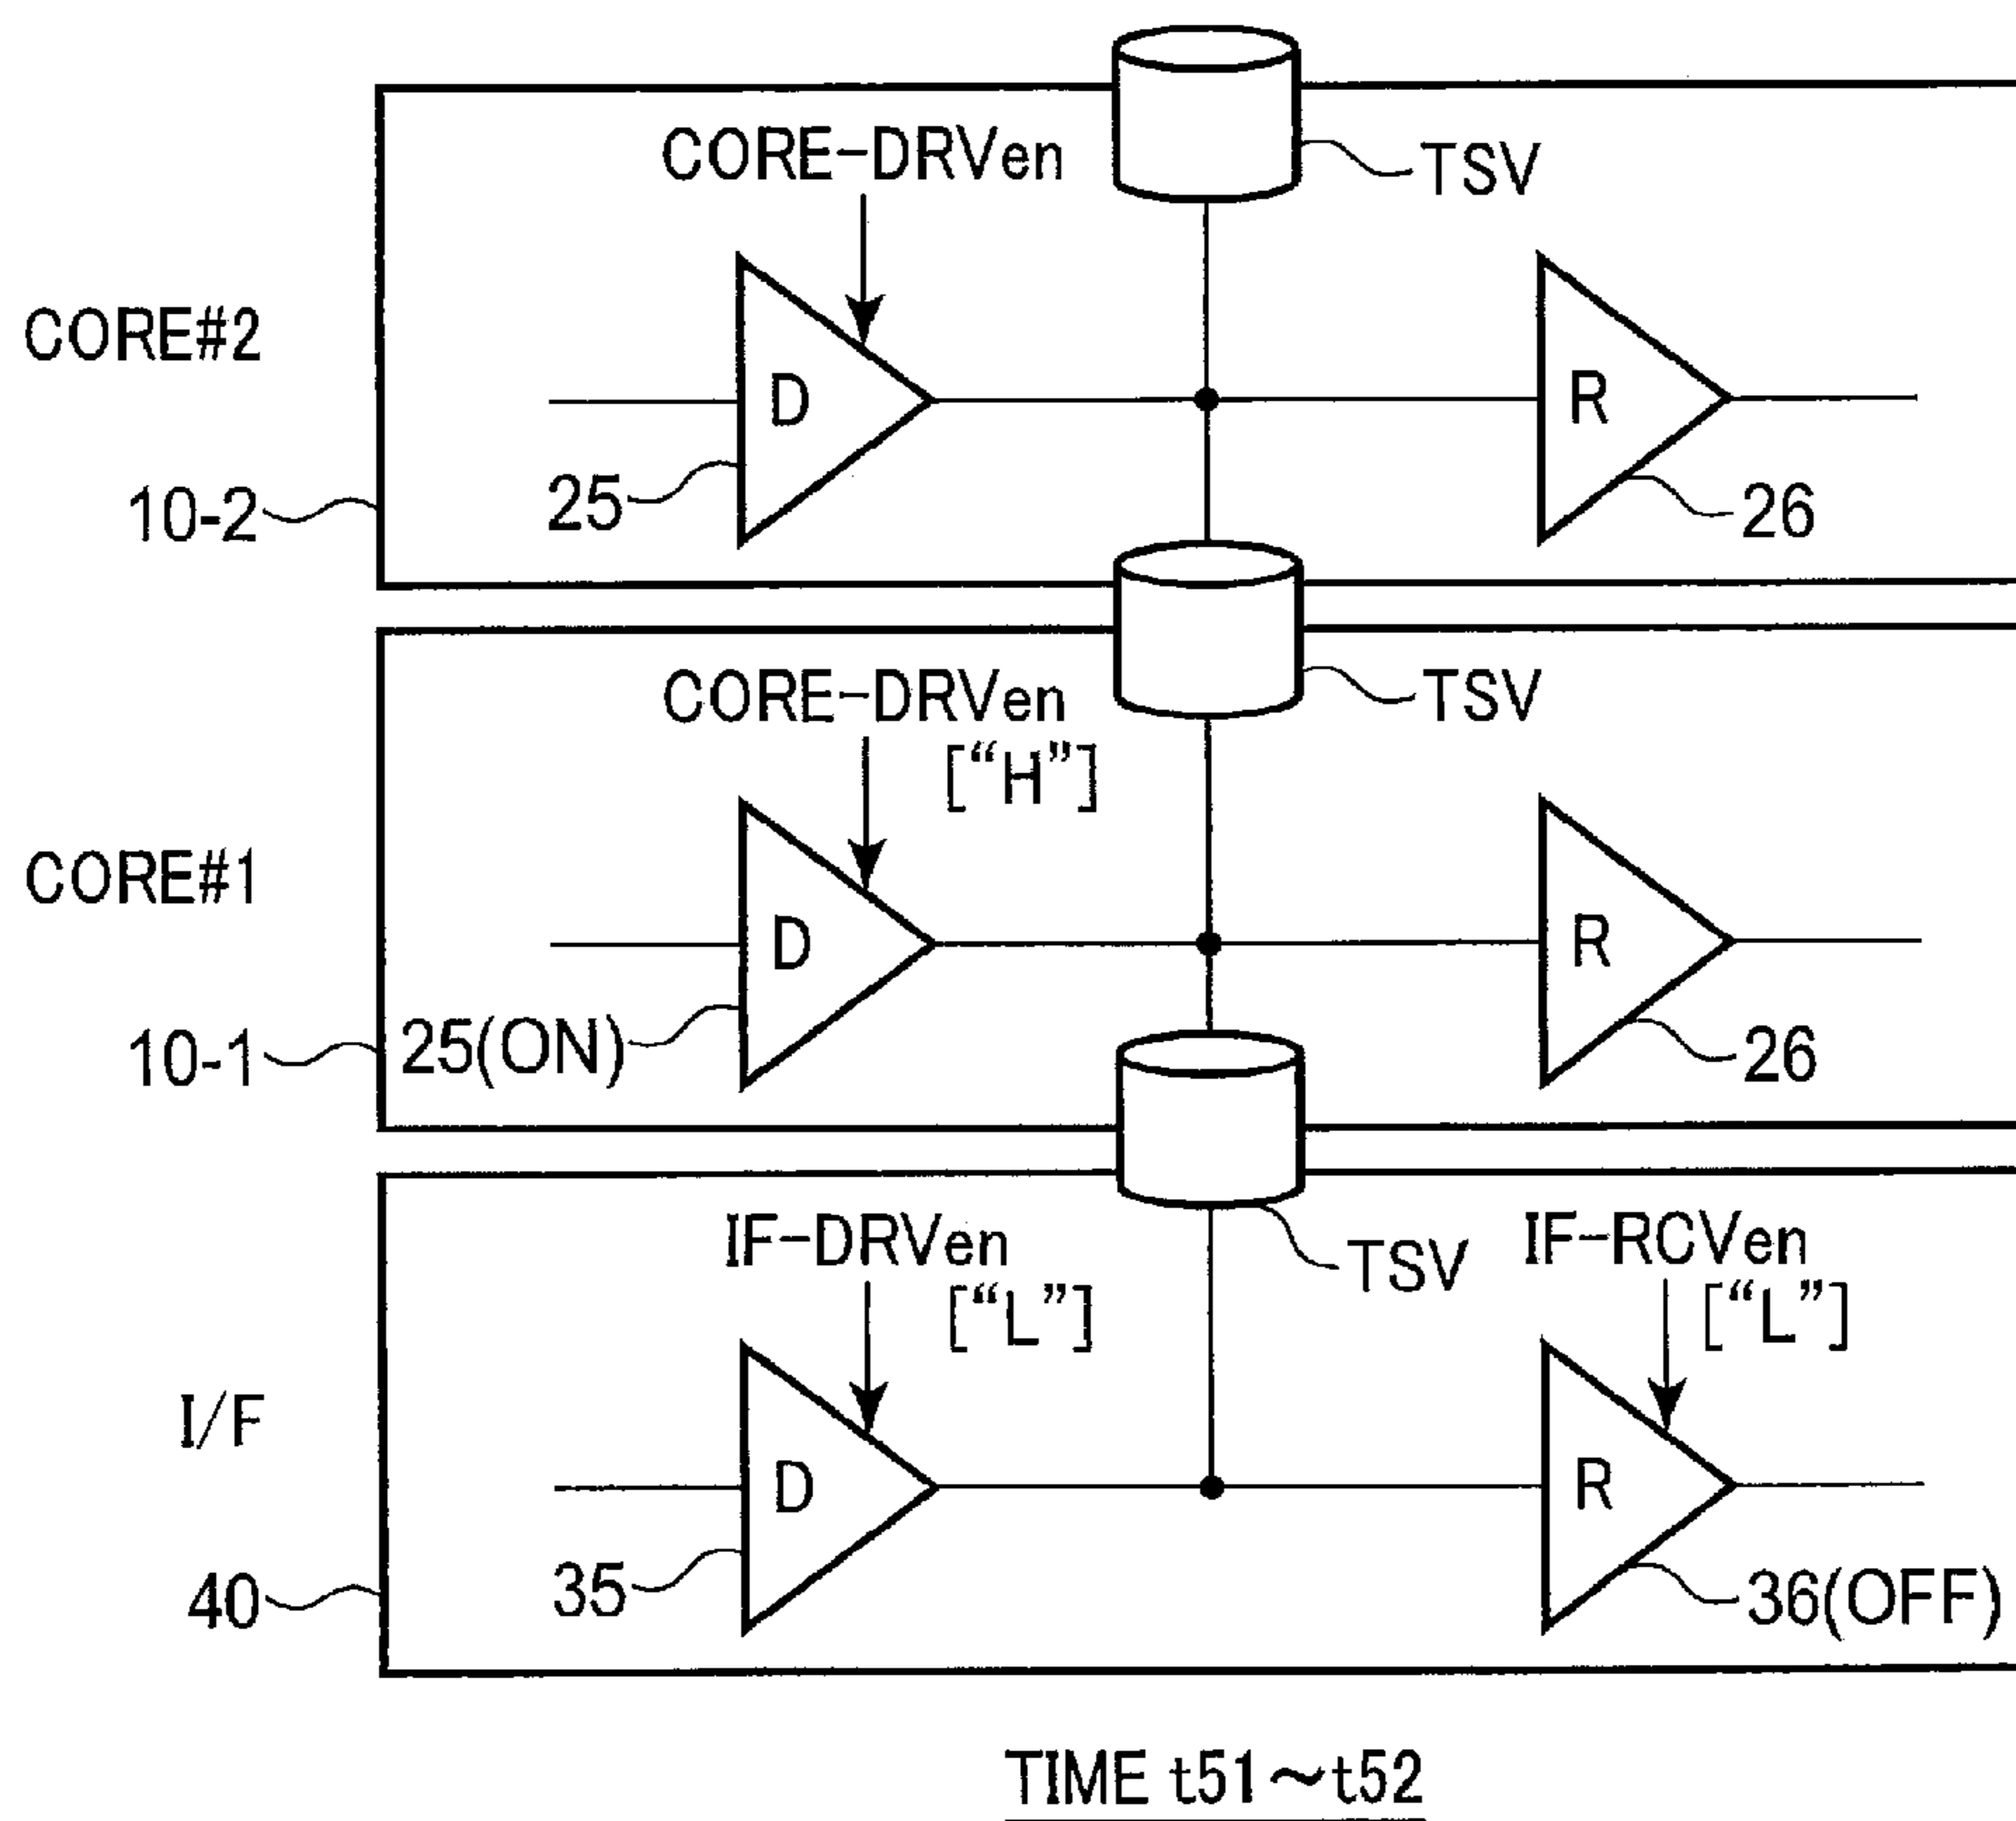 CORE-DRVen
TSV
CORE#2
D
R
25
26
10-2
CORE-DRVen
["H"]
TSV
CORE#1
D
R
25(ON)
26
10-1
IF-DRVen
["L"]
TSV
IF-RCVen
["L"]
I/F
D
R
35
36(OFF)
40
TIME t51~t52